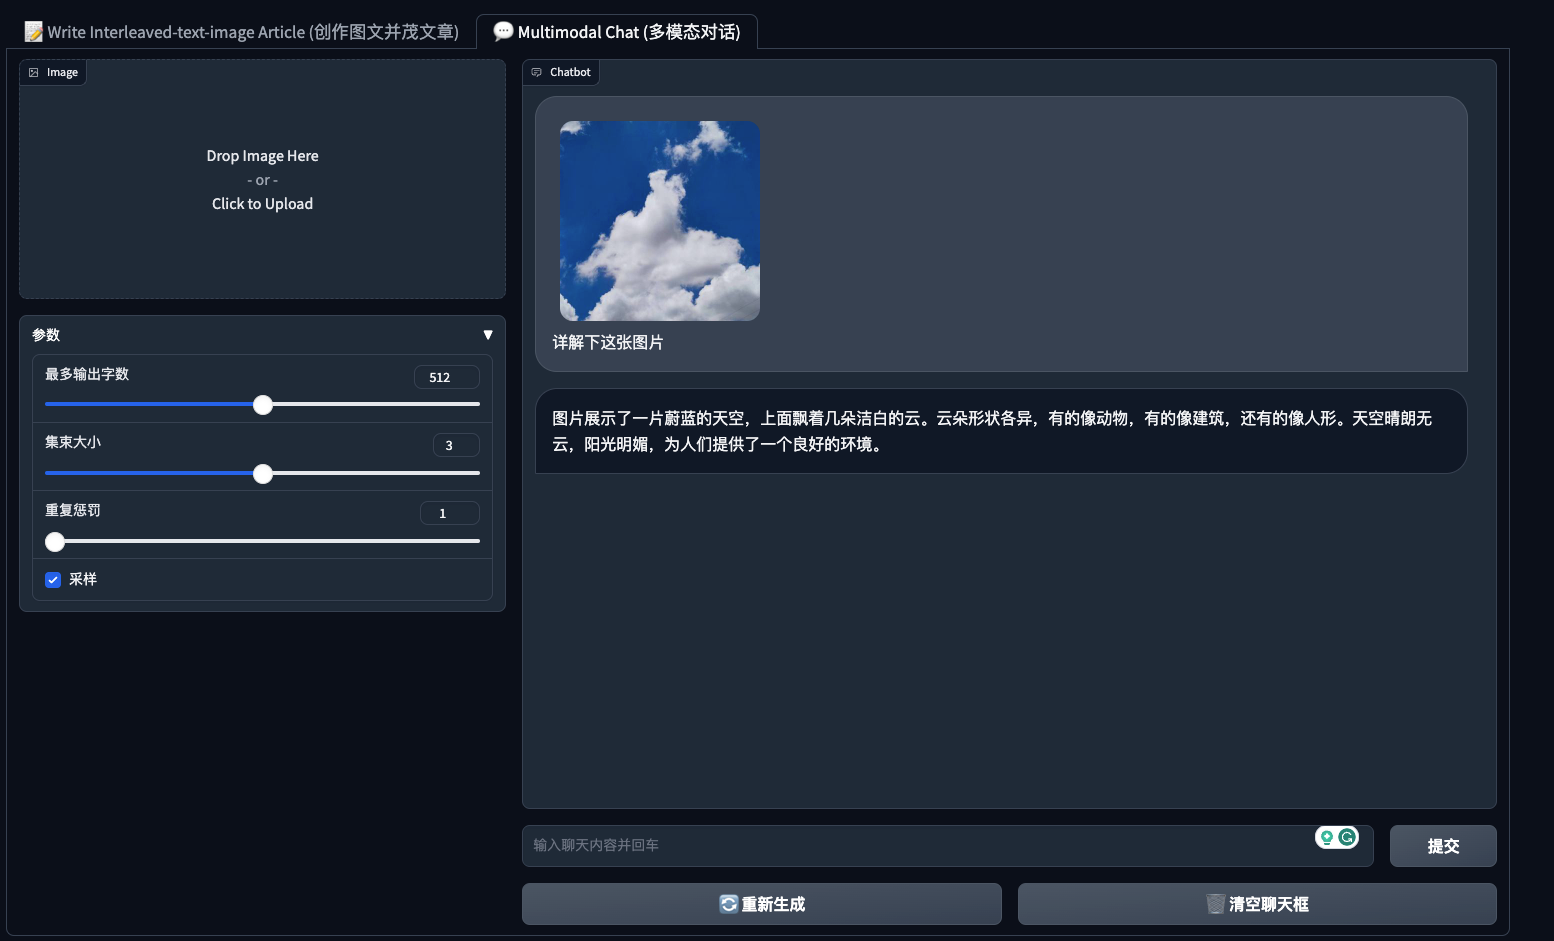 Write Interleaved-text-image Article (创作图文并茂文章)
Multimodal Chat (多模态对话)
Image
Drop Image Here
- or -
Click to Upload
参数
最多输出字数
512
集束大小
3
重复惩罚
1
采样
Chatbot
详解下这张图片
图片展示了一片蔚蓝的天空，上面飘着几朵洁白的云。云朵形状各异，有的像动物，有的像建筑，还有的像人形。天空晴朗无
云，阳光明媚，为人们提供了一个良好的环境。
输入聊天内容并回车
提交
重新生成
清空聊天框